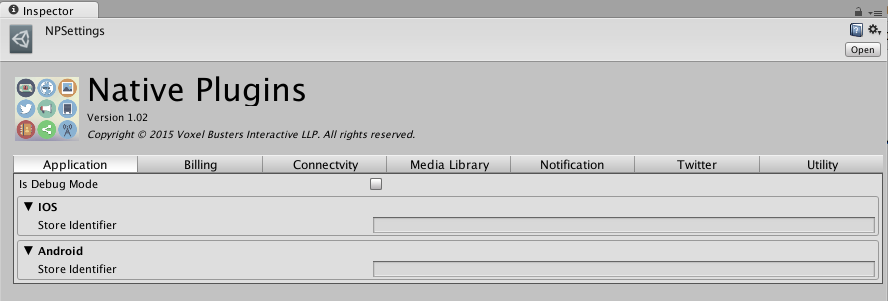 Inspector
NPSettings
Open
Native Plugins
Version 1.02
Copyright © 2015 Voxel Busters Interactive LLP. All rights reserved.
Application Billing Connectvity Media Library Notification Twitter Utility
Is Debug Mode
IOS
Store Identifier
Android
Store Identifier